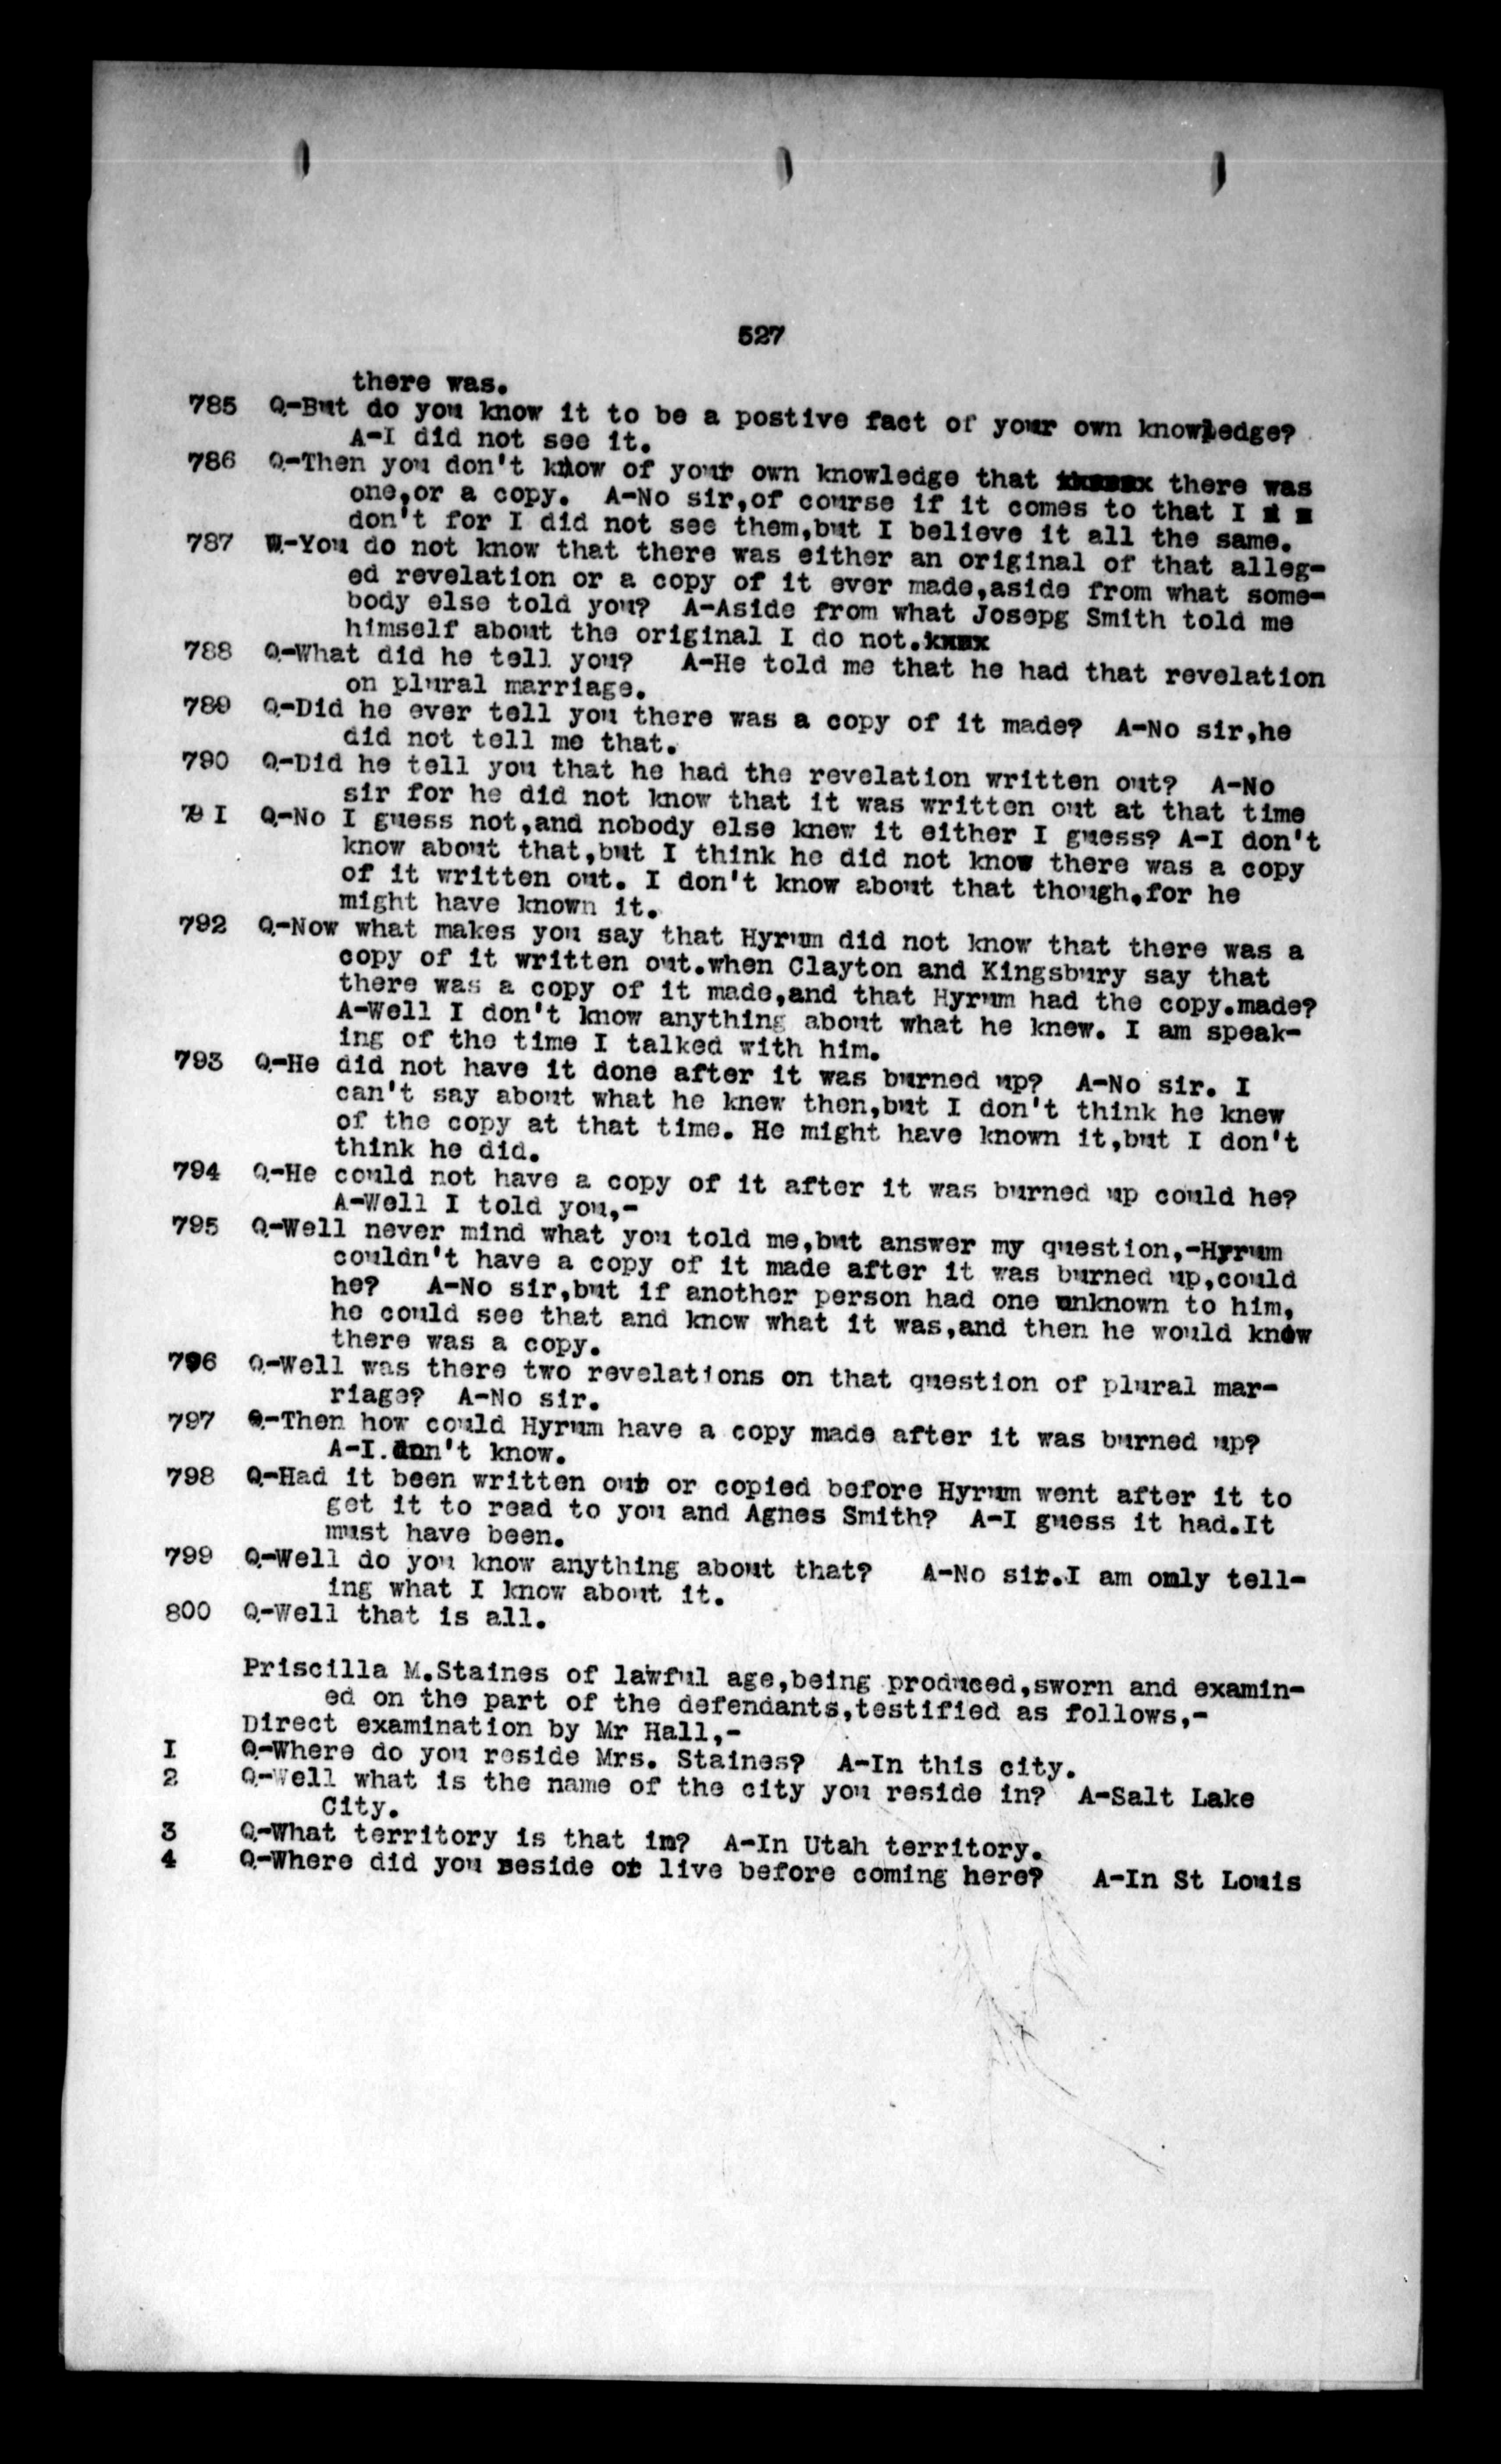 527
there was.
785 Q-But do you know it to be a postive fact of your own knowledge?
A-I did not see it.
786 Q-Then you don't know of your own knowledge that there was
one,or a copy. A-No sir,of course if it comes to that I
don't for I did not see them,but I believe it all the same.
787 W-You do not know that there was either an original of that alleg-
ed revelation or a copy of it ever made,aside from what some-
body else told you? A-Aside from what Josepg Smith told me
himself about the original I do not.
788 Q-What did he tell you? A-He told me that he had that revelation
on plural marriage.
789 Q-Did he ever tell you there was a copy of it made? A-No sir,he
did not tell me that.
790 Q-Did he tell you that he had the revelation written out? A-No
sir for he did not know that it was written out at that time
79I Q-No I guess not,and nobody else knew it either I guess? A-I don't
know about that,but I think he did not know there was a copy
of it written out. I don't know about that though,for he
might have known it.
792 Q-Now what makes you say that Hyrum did not know that there was a
copy of it written out.when Clayton and Kingsbury say that
there was a copy of it made,and that Hyrum had the copy.made?
A-Well I don't know anything about what he knew. I am speak-
ing of the time I talked with him.
793 Q-He did not have it done after it was burned up? A-No sir. I
can't say about what he knew then,but I don't think he knew
of the copy at that time. He might have known it,but I don't
think he did.
794 Q-He could not have a copy of it after it was burned up could he?
A-Well I told you,-
795 Q-Well never mind what you told me,but answer my question,-Hyrum
couldn't have a copy of it made after it was burned up,could
he? A-No sir,but if another person had one unknown to him,
he could see that and know what it was,and then he would know
there was a copy.
796 Q-Well was there two revelations on that question of plural mar-
riage? A-No sir.
797 Q-Then how could Hyrum have a copy made after it was burned up?
A-I.don't know.
798 Q-Had it been written out or copied before Hyrum went after it to
get it to read to you and Agnes Smith? A-I guess it had.It
must have been.
799 Q-Well do you know anything about that? A-No sir.I am only tell-
ing what I know about it.
800 Q-Well that is all.
Priscilla M.Staines of lawful age,being produced,sworn and examin-
ed on the part of the defendants,testified as follows,-
Direct examination by Mr Hall,-
I Q-Where do you reside Mrs. Staines? A-In this city.
2 Q-Well what is the name of the city you reside in? A-Salt Lake
City.
3 Q-What territory is that in? A-In Utah territory.
4 Q-Where did you reside or live before coming here? A-In St Louis